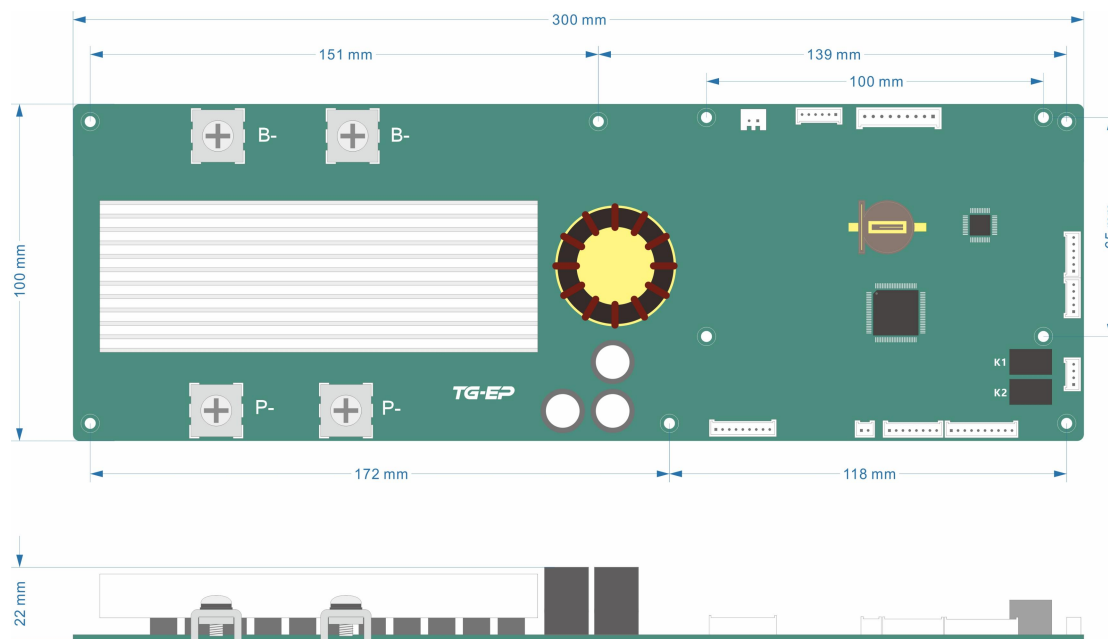 300 mm
151 mm
139 mm
100 mm
B-
B-
100 mm
K1
K2
P-
P-
TG-EP
172 mm
118 mm
22 mm